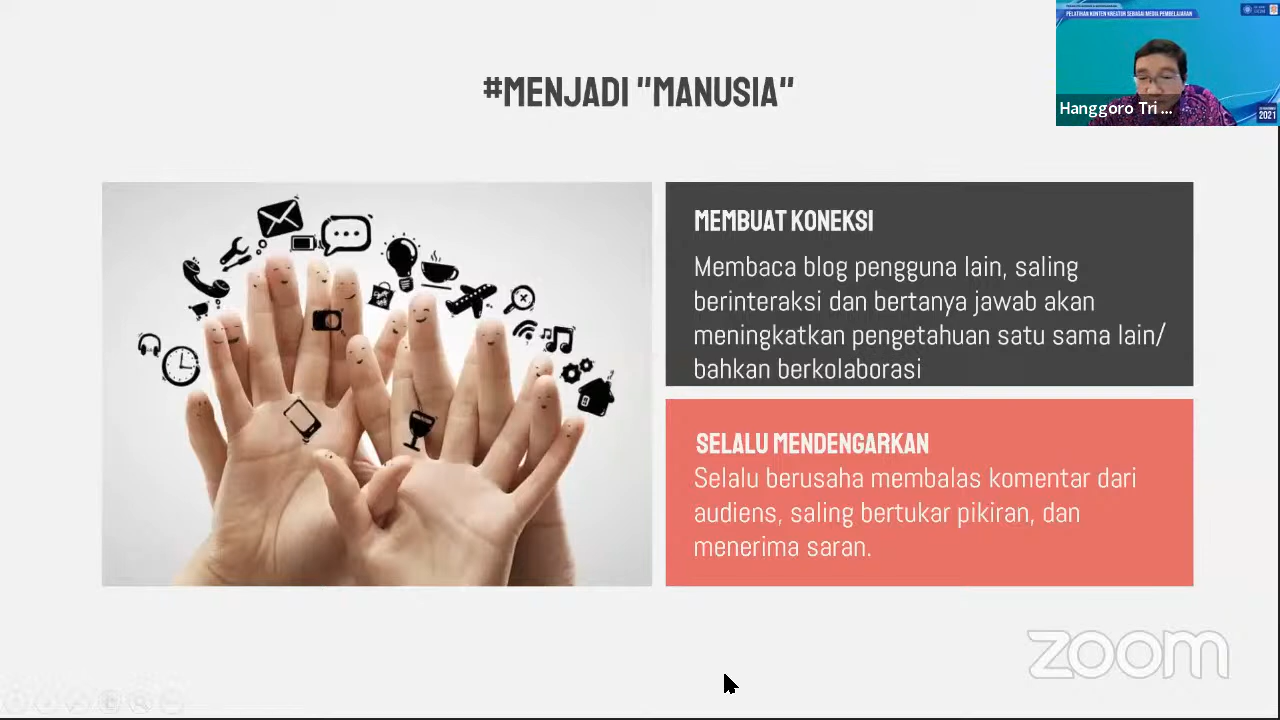 #MENJADI "MANUSIA"
PELATIHAN KONTEN KREATOR SEBAGAI MEDIA PEMBELAJARAN
Hanggoro Tri ...
2021
MEMBUAT KONEKSI
Membaca blog pengguna lain, saling
berinteraksi dan bertanya jawab akan
meningkatkan pengetahuan satu sama lain/
bahkan berkolaborasi
SELALU MENDENGARKAN
Selalu berusaha membalas komentar dari
audiens, saling bertukar pikiran, dan
menerima saran.
zoom